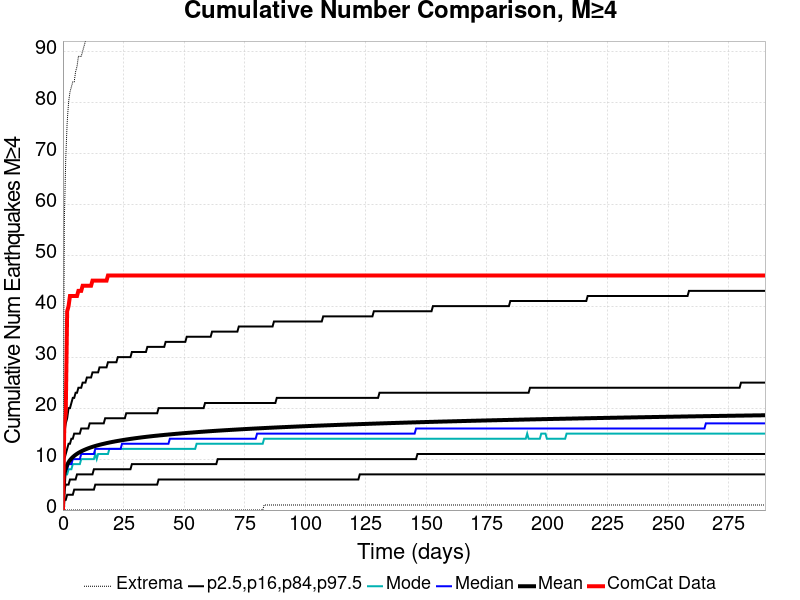 Cumulative Number Comparison, M≥4
Cumulative Num Earthquakes M≥4
90
80
70
60
50
40
30
20
10
0
0 25 50 75 100 125 150 175 200 225 250 275
Time (days)
Extrema p2.5,p16,p84,p97.5 Mode Median Mean ComCat Data